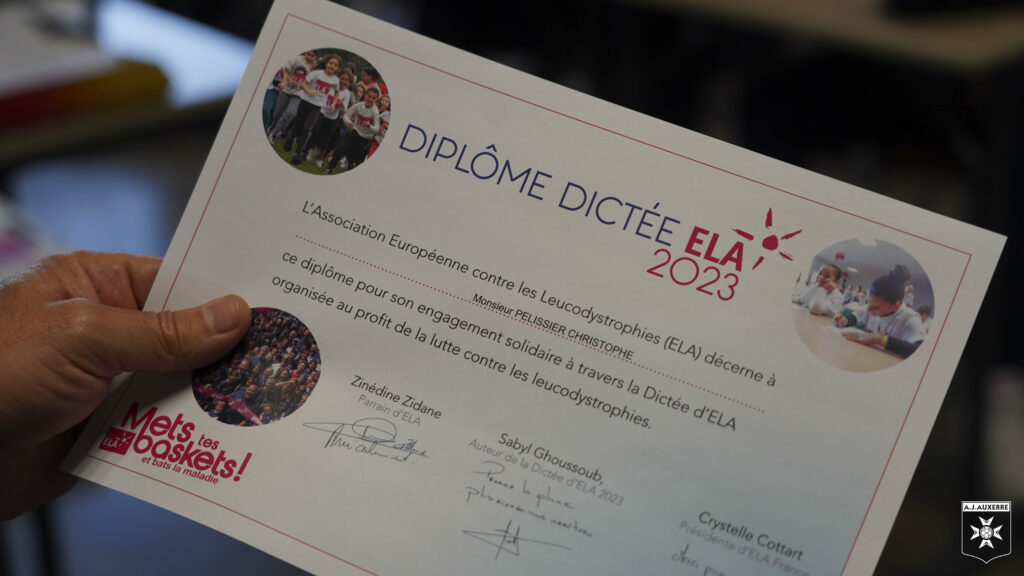 DIPLÔME DICTÉE ELA
2023
L'Association Européenne contre les Leucodystrophies (ELA) décerne à
Monsieur PELISSIER CHRISTOPHE
ce diplôme pour son engagement solidaire à travers la Dictée d'ELA
organisée au profit de la lutte contre les leucodystrophies.
Zinédine Zidane
Parrain d'ELA
Sabyl Ghoussoub,
Auteur de la Dictée d'ELA 2023
Prenez la plume
Crystelle Cottart
Présidente d'ELA France
Mets tes
baskets!
ELA
et bats la maladie
A.J.AUXERRE